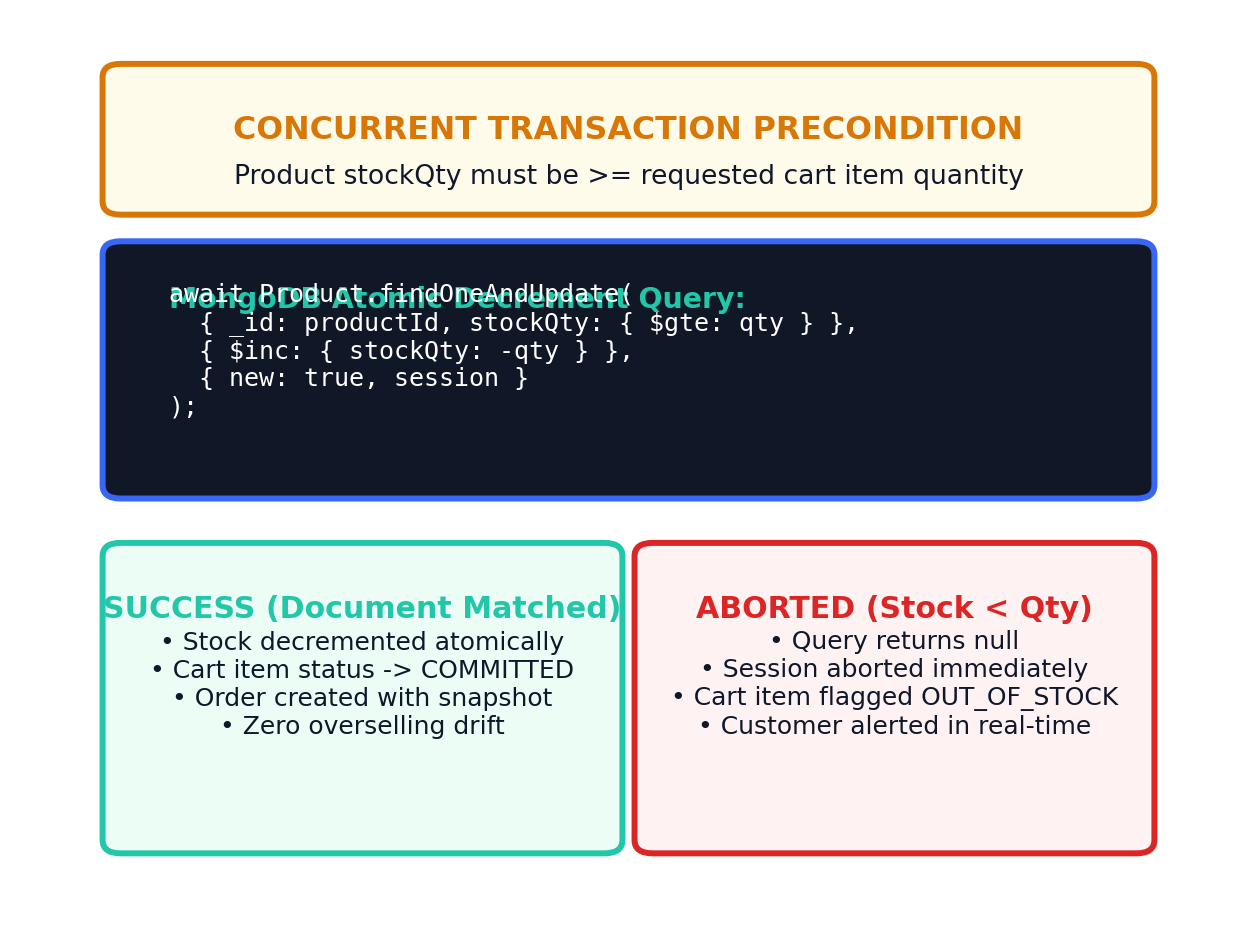 CONCURRENT TRANSACTION PRECONDITION
Product stockQty must be >= requested cart item quantity
MongoDB Atomic Decrement Query:
await Product.findOneAndUpdate(
  { _id: productId, stockQty: { $gte: qty } },
  { $inc: { stockQty: -qty } },
  { new: true, session }
);
SUCCESS (Document Matched)
• Stock decremented atomically
• Cart item status -> COMMITTED
• Order created with snapshot
• Zero overselling drift
ABORTED (Stock < Qty)
• Query returns null
• Session aborted immediately
• Cart item flagged OUT_OF_STOCK
• Customer alerted in real-time